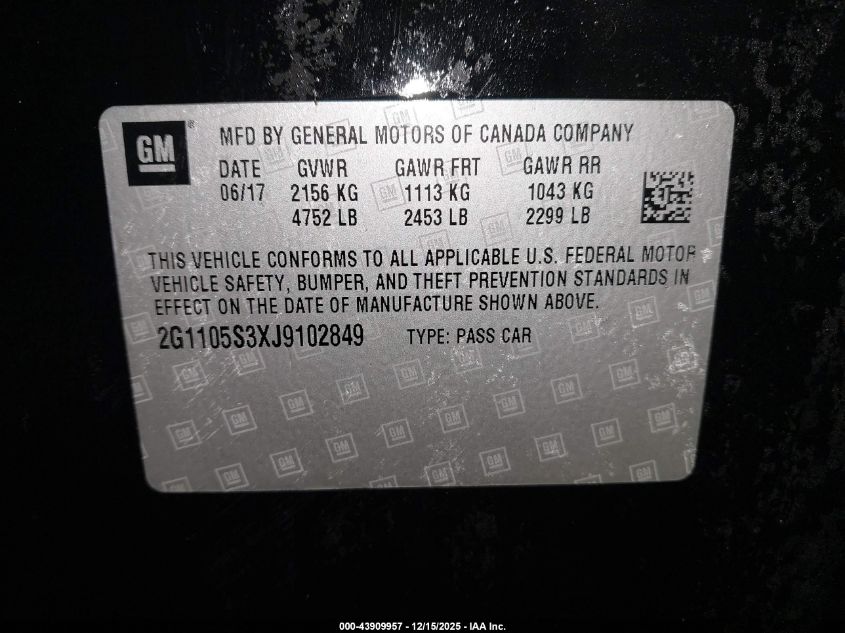 GM ® MFD BY GENERAL MOTORS OF CANADA COMPANY
DATE GVWR GAWR FRT GAWR RR
06/17 2156 KG 1113 KG 1043 KG
4752 LB 2453 LB 2299 LB
THIS VEHICLE CONFORMS TO ALL APPLICABLE U.S. FEDERAL MOTOR
VEHICLE SAFETY, BUMPER, AND THEFT PREVENTION STANDARDS IN
EFFECT ON THE DATE OF MANUFACTURE SHOWN ABOVE.
2G1105S3XJ9102849 TYPE: PASS CAR
000-43909957 - 12/15/2025 - IAA Inc.